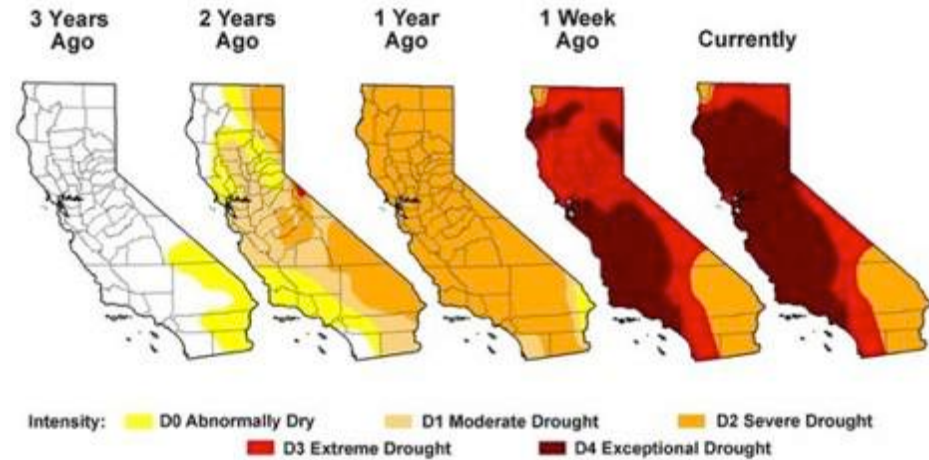 3 Years Ago
2 Years Ago
1 Year Ago
1 Week Ago
Currently
Intensity: D0 Abnormally Dry D1 Moderate Drought D2 Severe Drought
D3 Extreme Drought D4 Exceptional Drought